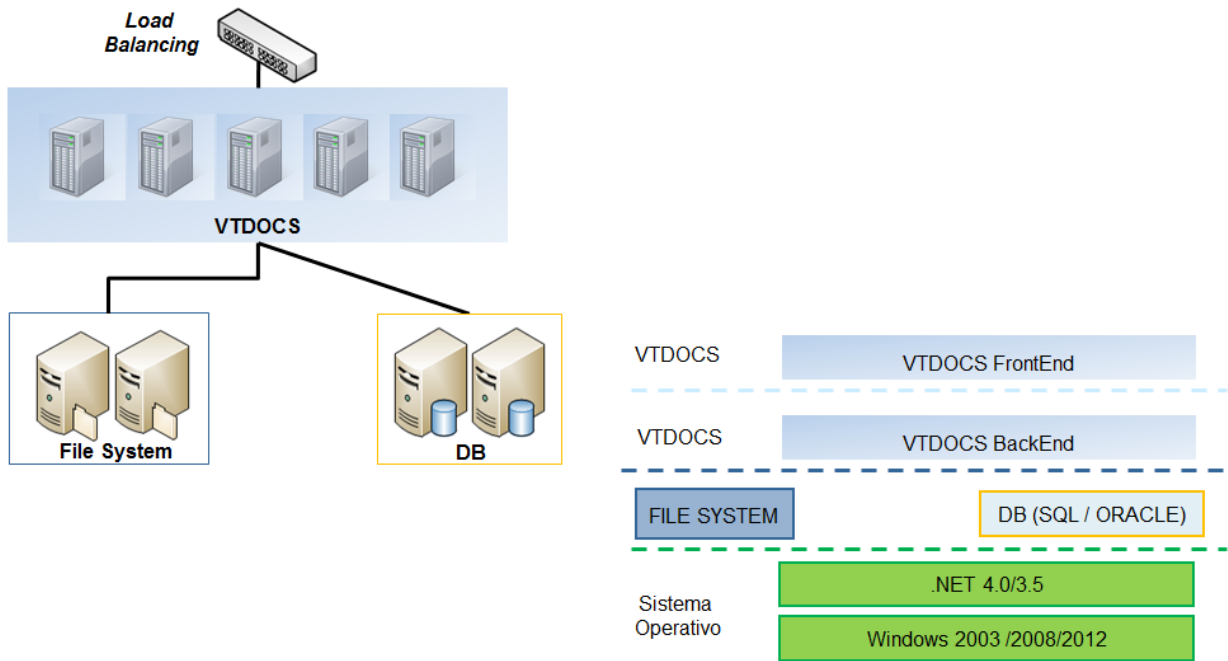 Load
Balancing
VTDOCS
File System
DB
VTDOCS
VTDOCS FrontEnd
VTDOCS
VTDOCS BackEnd
FILE SYSTEM
DB (SQL / ORACLE)
Sistema
Operativo
.NET 4.0/3.5
Windows 2003 /2008/2012